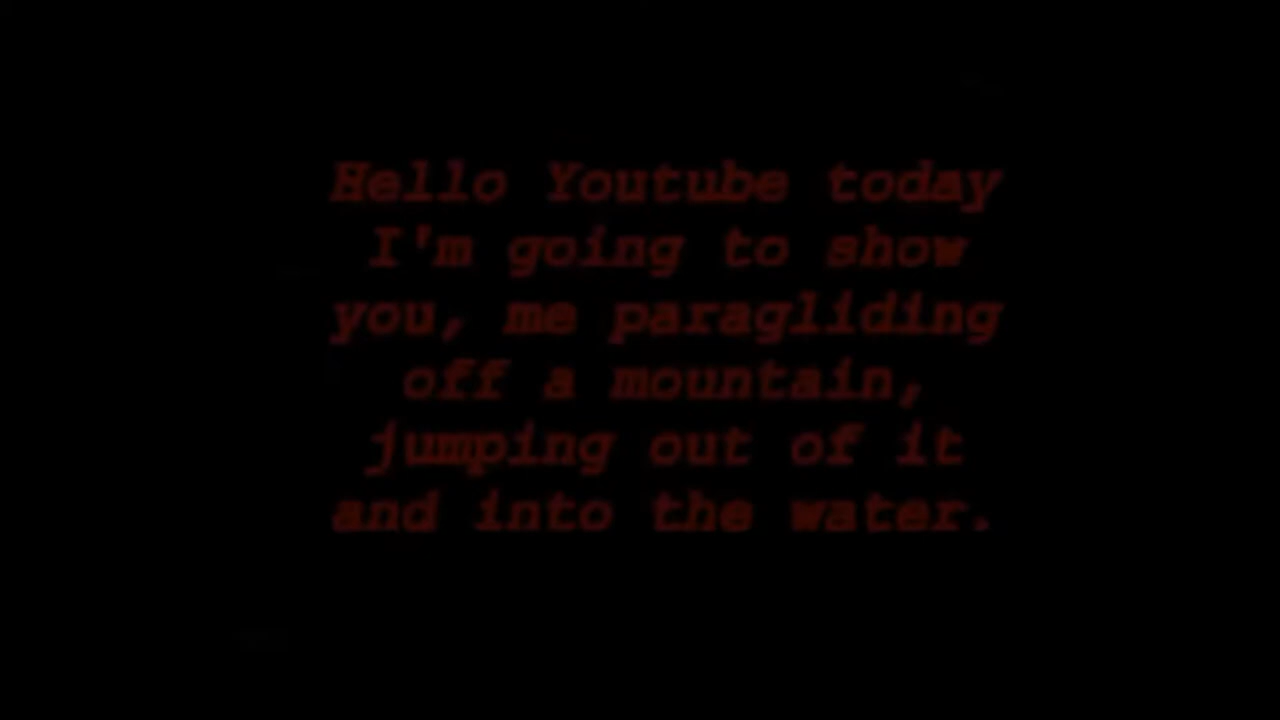 Hello Youtube today
I'm going to show
you, me paragliding
off a mountain,
jumping out of it
and into the water.